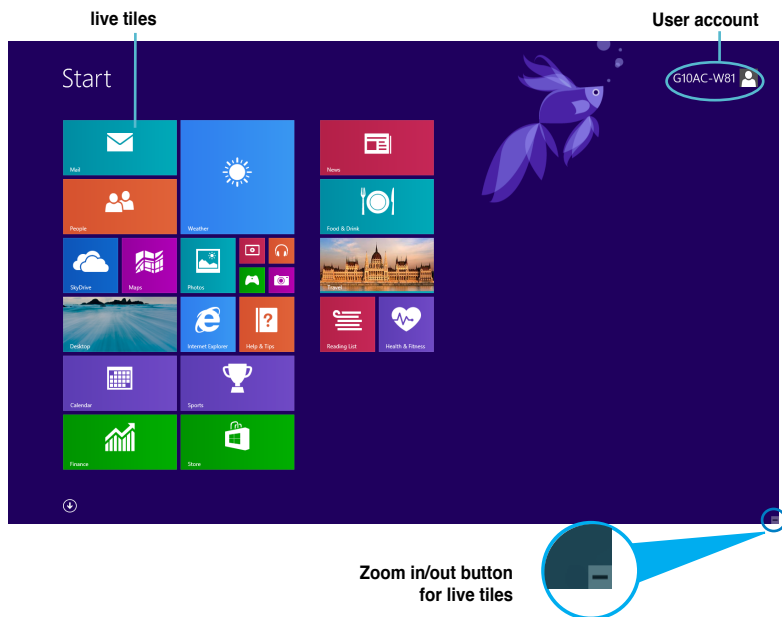 live tiles
User account
Start
G10AC-W81
Mail
Weather
News
People
Food & Drink
SkyDrive
Maps
Photos
Travel
Desktop
Internet Explorer
Help & Tips
Reading List
Health & Fitness
Calendar
Sports
Finance
Store
Zoom in/out button
for live tiles